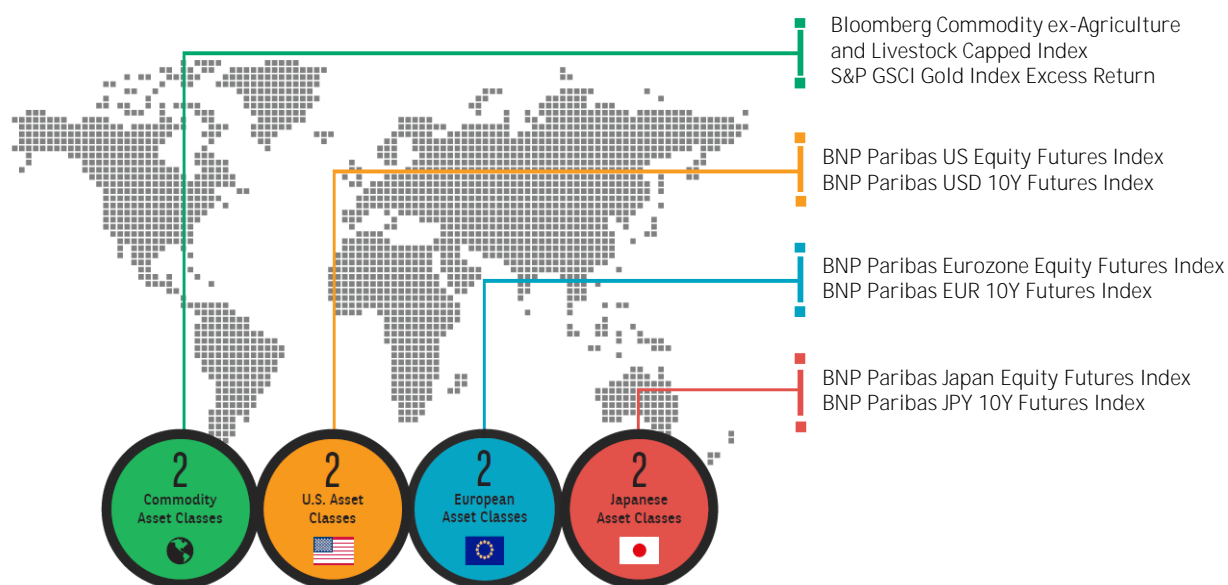 Bloomberg Commodity ex-Agriculture
and Livestock Capped Index
S&P GSCI Gold Index Excess Return
BNP Paribas US Equity Futures Index
BNP Paribas USD 10Y Futures Index
BNP Paribas Eurozone Equity Futures Index
BNP Paribas EUR 10Y Futures Index
BNP Paribas Japan Equity Futures Index
BNP Paribas JPY 10Y Futures Index
2
Commodity
Asset Classes
2
U.S. Asset
Classes
2
European
Asset Classes
2
Japanese
Asset Classes